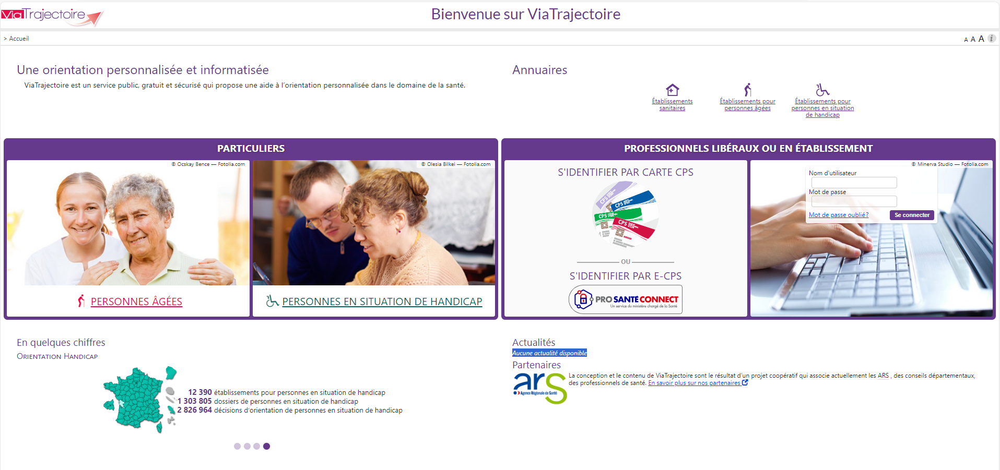 ViaTrajectoire
Bienvenue sur ViaTrajectoire
> Accueil
A A A i
Une orientation personnalisée et informatisée
ViaTrajectoire est un service public, gratuit et sécurisé qui propose une aide à l'orientation personnalisée dans le domaine de la santé.
Annuaires
Établissements
sanitaires
Établissements pour
personnes âgées
Établissements pour
personnes en situation
de handicap
PARTICULIERS
© Ocskay Bence — Fotolia.com
PERSONNES ÂGÉES
© Olesia Bilkei — Fotolia.com
PERSONNES EN SITUATION DE HANDICAP
PROFESSIONNELS LIBÉRAUX OU EN ÉTABLISSEMENT
S'IDENTIFIER PAR CARTE CPS
CPS
CPS
CPS
CPS
OU
S'IDENTIFIER PAR E-CPS
PRO SANTÉ CONNECT
Un service du ministère chargé de la Santé
© Minerva Studio — Fotolia.com
Nom d'utilisateur
Mot de passe
Mot de passe oublié?
Se connecter
En quelques chiffres
Orientation Handicap
12 390 établissements pour personnes en situation de handicap
1 303 805 dossiers de personnes en situation de handicap
2 826 964 décisions d'orientation de personnes en situation de handicap
Actualités
Aucune actualité disponible
Partenaires
ars
Agence Régionale de Santé
La conception et le contenu de ViaTrajectoire sont le résultat d'un projet coopératif qui associe actuellement les ARS , des conseils départementaux,
des professionnels de santé. En savoir plus sur nos partenaires